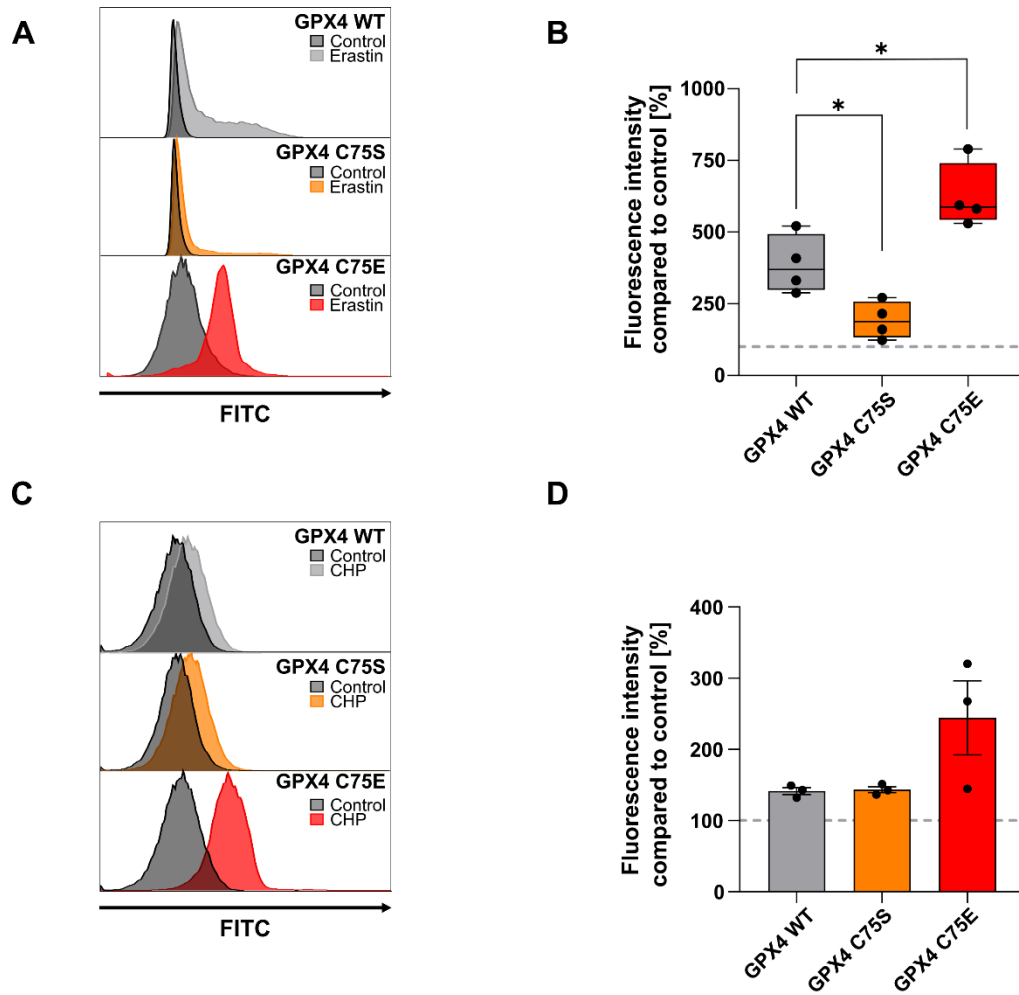 A
GPX4 WT
Control
Erastin
GPX4 C75S
Control
Erastin
GPX4 C75E
Control
Erastin
FITC
B
*
*
Fluorescence intensity
compared to control [%]
1000
750
500
250
0
GPX4 WT
GPX4 C75S
GPX4 C75E
C
GPX4 WT
Control
CHP
GPX4 C75S
Control
CHP
GPX4 C75E
Control
CHP
FITC
D
Fluorescence intensity
compared to control [%]
400
300
200
100
0
GPX4 WT
GPX4 C75S
GPX4 C75E